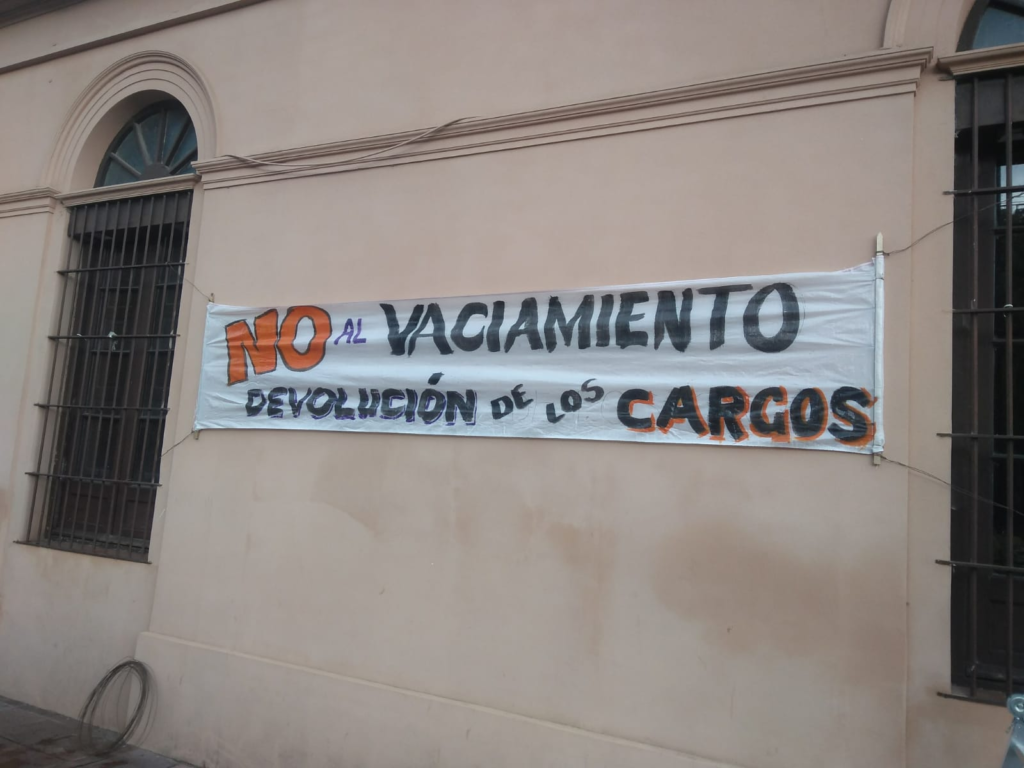 NO AL VACIAMIENTO
DEVOLUCIÓN DE LOS CARGOS